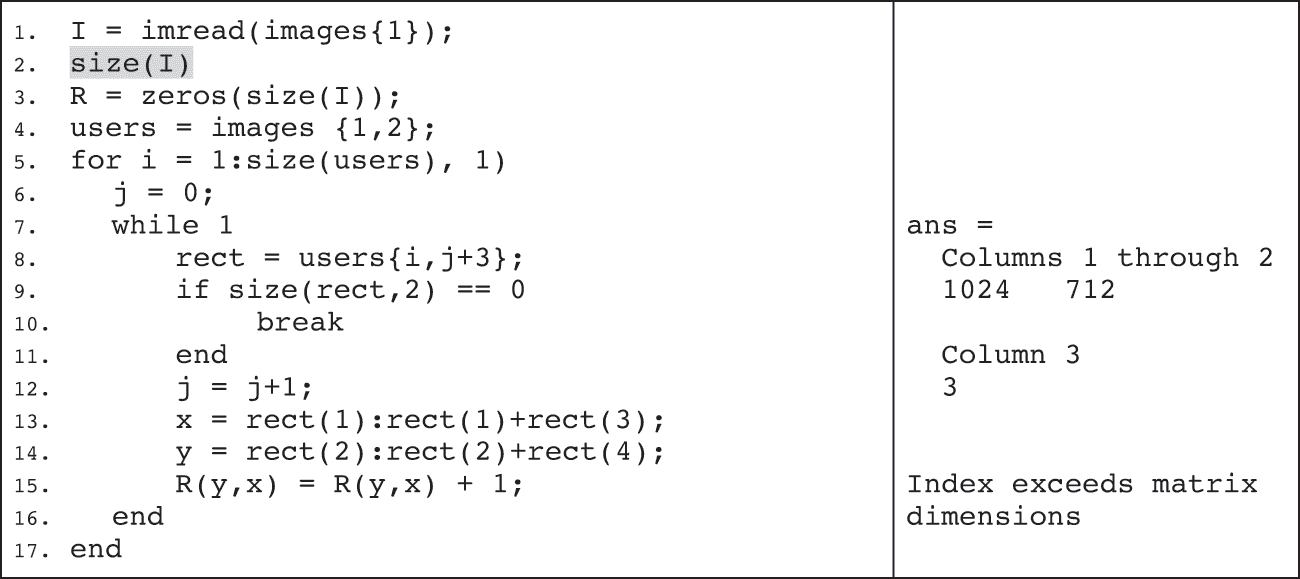 1. I = imread(images{1});
2. size(I)
3. R = zeros(size(I));
4. users = images {1,2};
5. for i = 1:size(users), 1)
6. j = 0;
7. while 1
8. rect = users{i,j+3};
9. if size(rect,2) == 0
10. break
11. end
12. j = j+1;
13. x = rect(1):rect(1)+rect(3);
14. y = rect(2):rect(2)+rect(4);
15. R(y,x) = R(y,x) + 1;
16. end
17. end
ans =
Columns 1 through 2
1024 712
Column 3
3
Index exceeds matrix
dimensions